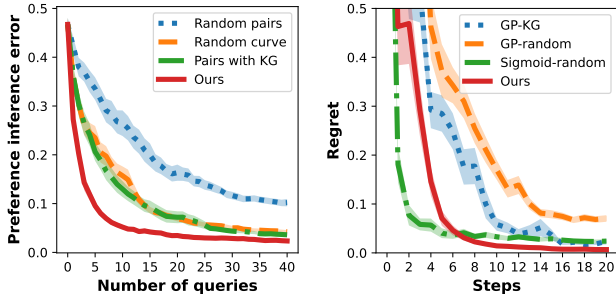 Preference inference error
0.5
0.4
0.3
0.2
0.1
0.0
Random pairs
Random curve
Pairs with KG
Ours
0 5 10 15 20 25 30 35 40
Number of queries
Regret
0.5
0.4
0.3
0.2
0.1
0.0
GP-KG
GP-random
Sigmoid-random
Ours
0 2 4 6 8 10 12 14 16 18 20
Steps